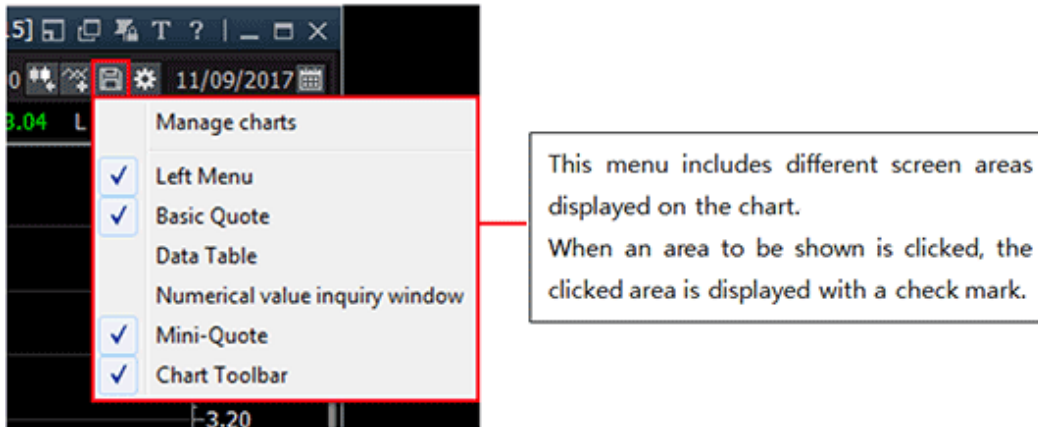 .5] T ?
0 11/09/2017
3.04 L
Manage charts
Left Menu
Basic Quote
Data Table
Numerical value inquiry window
Mini-Quote
Chart Toolbar
3.20
This menu includes different screen areas
displayed on the chart.
When an area to be shown is clicked, the
clicked area is displayed with a check mark.